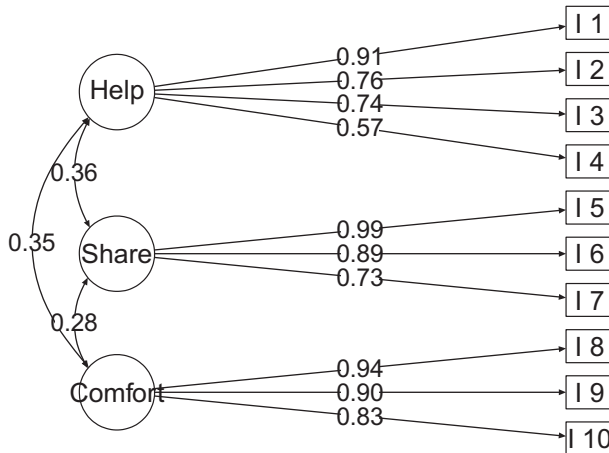 I 1
0.91
I 2
0.76
Help
0.74
I 3
0.57
I 4
0.36
I 5
0.99
0.35
Share
0.89
I 6
0.73
I 7
0.28
I 8
0.94
Comfort
0.90
I 9
0.83
I 10